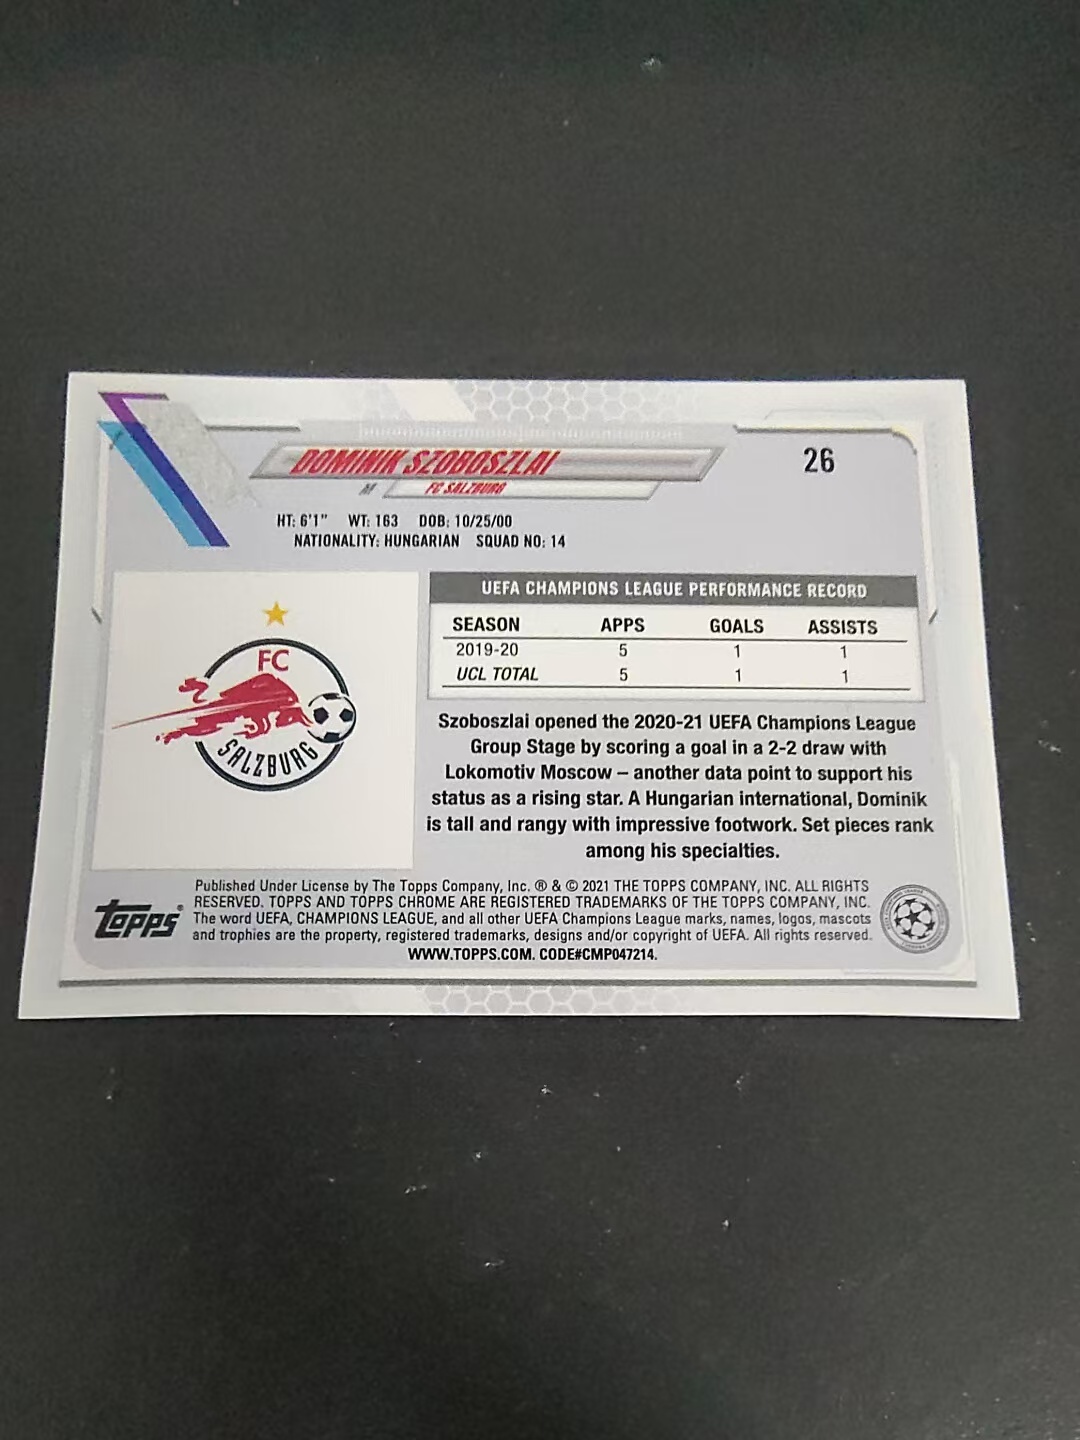 DOMINIK SZOBOSZLAI
26
M FC SALZBURG
HT: 6'1" WT: 163 DOB: 10/25/00
NATIONALITY: HUNGARIAN SQUAD NO: 14
FC
SALZBURG
UEFA CHAMPIONS LEAGUE PERFORMANCE RECORD
SEASON APPS GOALS ASSISTS
2019-20 5 1 1
UCL TOTAL 5 1 1
Szoboszlai opened the 2020-21 UEFA Champions League
Group Stage by scoring a goal in a 2-2 draw with
Lokomotiv Moscow – another data point to support his
status as a rising star. A Hungarian international, Dominik
is tall and rangy with impressive footwork. Set pieces rank
among his specialties.
topps®
Published Under License by The Topps Company, Inc. ® & © 2021 THE TOPPS COMPANY, INC. ALL RIGHTS
RESERVED. TOPPS AND TOPPS CHROME ARE REGISTERED TRADEMARKS OF THE TOPPS COMPANY, INC.
The word UEFA, CHAMPIONS LEAGUE, and all other UEFA Champions League marks, names, logos, mascots
and trophies are the property, registered trademarks, designs and/or copyright of UEFA. All rights reserved.
WWW.TOPPS.COM. CODE#CMP047214.